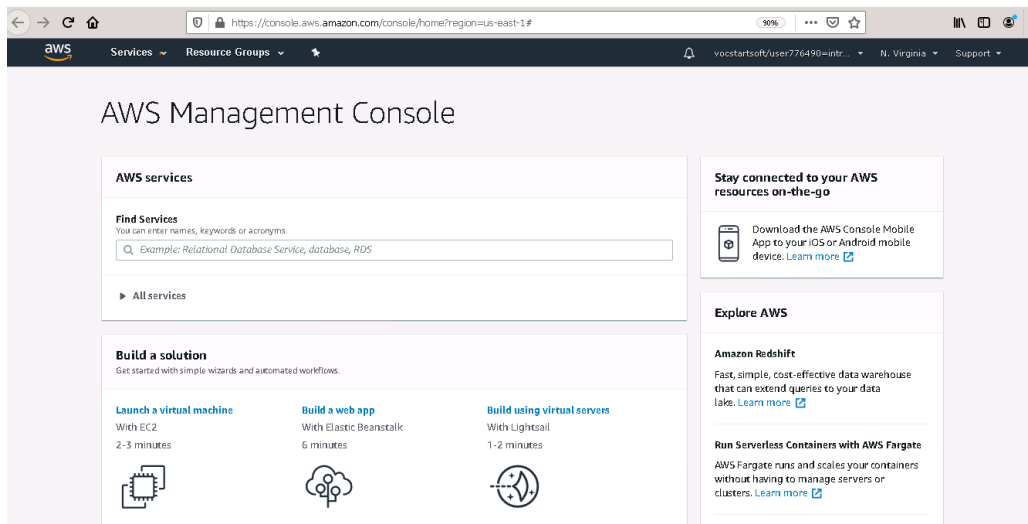 https://console.aws.amazon.com/console/home?region=us-east-1#
90%
aws
Services
Resource Groups
vocstartsoft/user776490=intr...
N. Virginia
Support
AWS Management Console
AWS services
Find Services
You can enter names, keywords or acronyms.
Example: Relational Database Service, database, RDS
All services
Build a solution
Get started with simple wizards and automated workflows.
Launch a virtual machine
With EC2
2-3 minutes
Build a web app
With Elastic Beanstalk
6 minutes
Build using virtual servers
With Lightsail
1-2 minutes
Stay connected to your AWS
resources on-the-go
Download the AWS Console Mobile
App to your iOS or Android mobile
device. Learn more
Explore AWS
Amazon Redshift
Fast, simple, cost-effective data warehouse
that can extend queries to your data
lake. Learn more
Run Serverless Containers with AWS Fargate
AWS Fargate runs and scales your containers
without having to manage servers or
clusters. Learn more